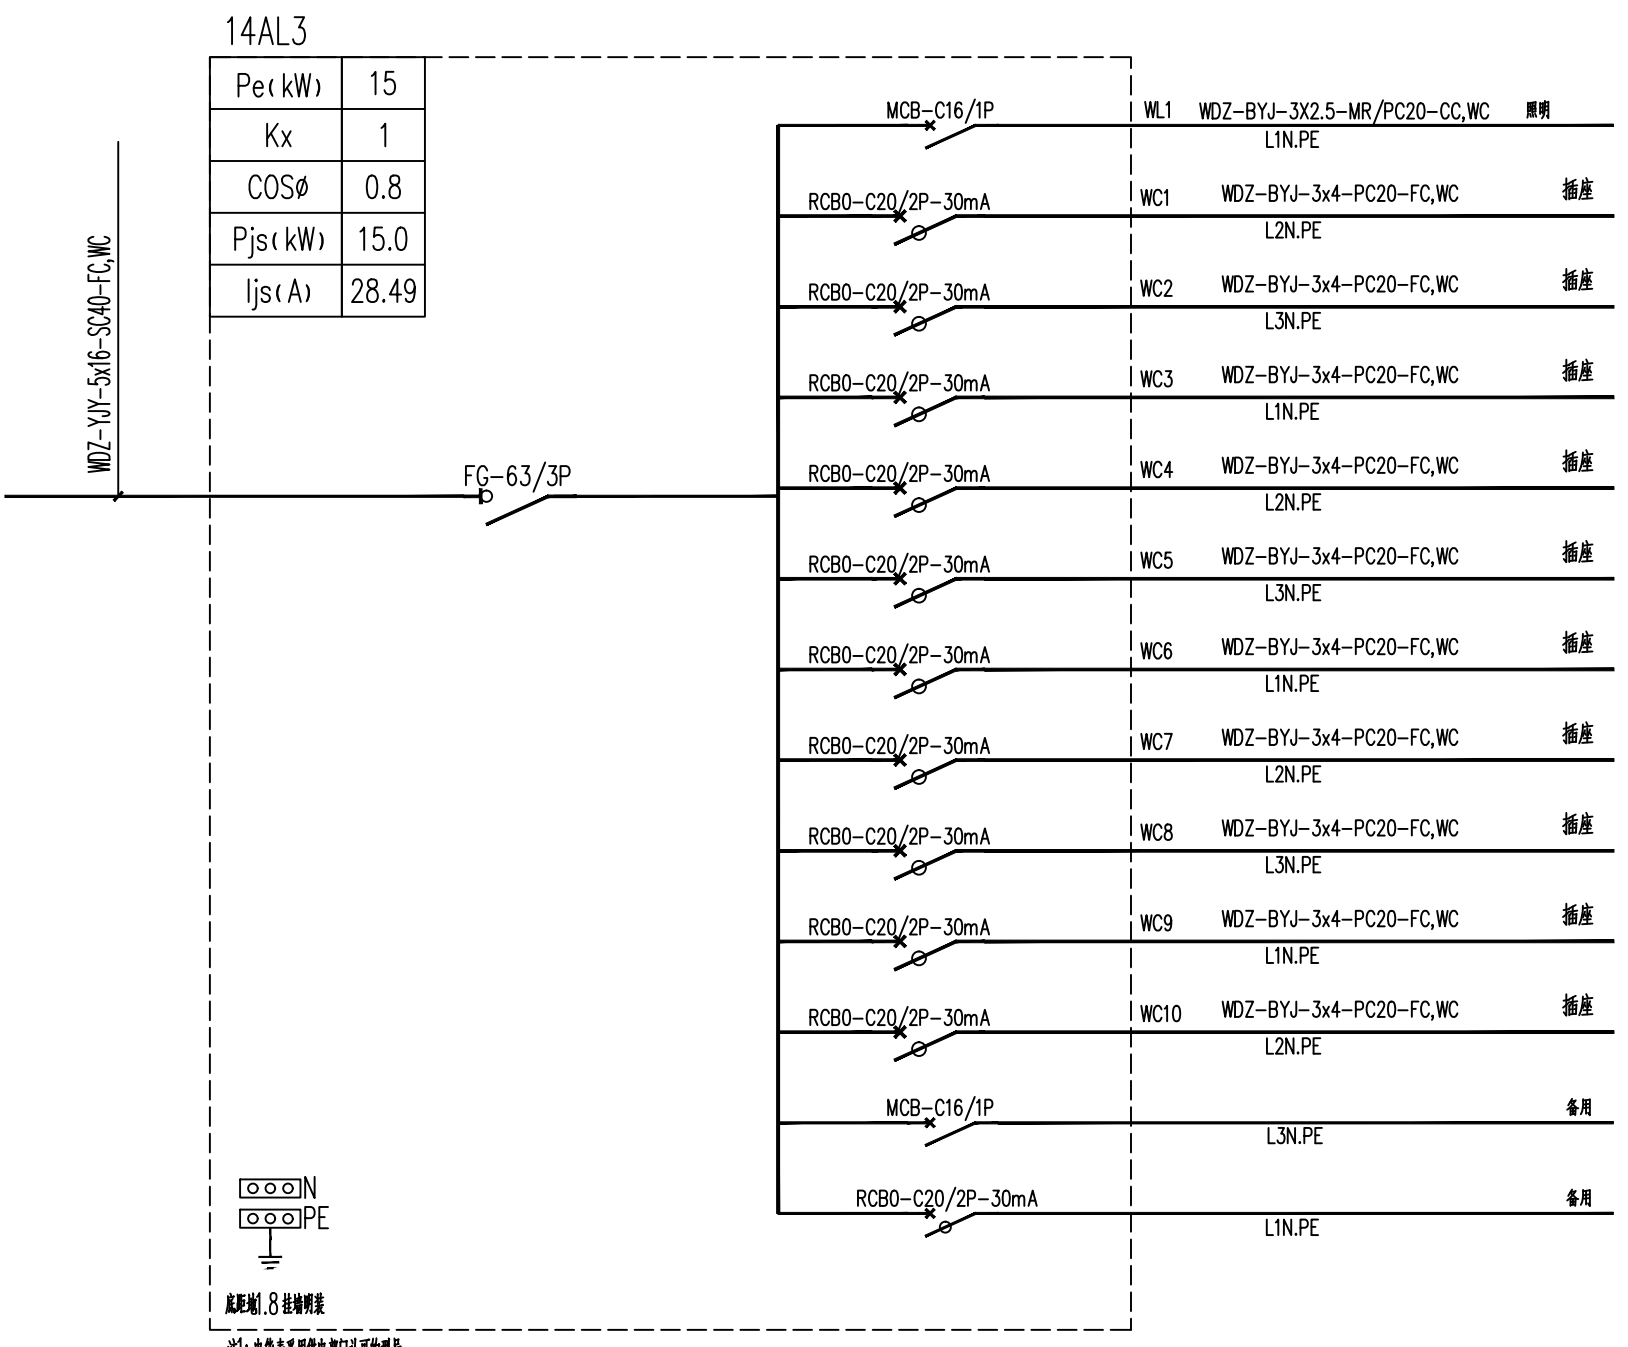 14AL3
Pe(kW) 15
Kx 1
COSø 0.8
Pjs(kW) 15.0
Ijs(A) 28.49
WDZ-YJY-5x16-SC40-FC,WC
FG-63/3P
MCB-C16/1P WL1 WDZ-BYJ-3X2.5-MR/PC20-CC,WC 照明
L1N.PE
RCBO-C20/2P-30mA WC1 WDZ-BYJ-3x4-PC20-FC,WC 插座
L2N.PE
RCBO-C20/2P-30mA WC2 WDZ-BYJ-3x4-PC20-FC,WC 插座
L3N.PE
RCBO-C20/2P-30mA WC3 WDZ-BYJ-3x4-PC20-FC,WC 插座
L1N.PE
RCBO-C20/2P-30mA WC4 WDZ-BYJ-3x4-PC20-FC,WC 插座
L2N.PE
RCBO-C20/2P-30mA WC5 WDZ-BYJ-3x4-PC20-FC,WC 插座
L3N.PE
RCBO-C20/2P-30mA WC6 WDZ-BYJ-3x4-PC20-FC,WC 插座
L1N.PE
RCBO-C20/2P-30mA WC7 WDZ-BYJ-3x4-PC20-FC,WC 插座
L2N.PE
RCBO-C20/2P-30mA WC8 WDZ-BYJ-3x4-PC20-FC,WC 插座
L3N.PE
RCBO-C20/2P-30mA WC9 WDZ-BYJ-3x4-PC20-FC,WC 插座
L1N.PE
RCBO-C20/2P-30mA WC10 WDZ-BYJ-3x4-PC20-FC,WC 插座
L2N.PE
MCB-C16/1P 备用
L3N.PE
RCBO-C20/2P-30mA 备用
L1N.PE
N
PE
底距地1.8挂墙明装